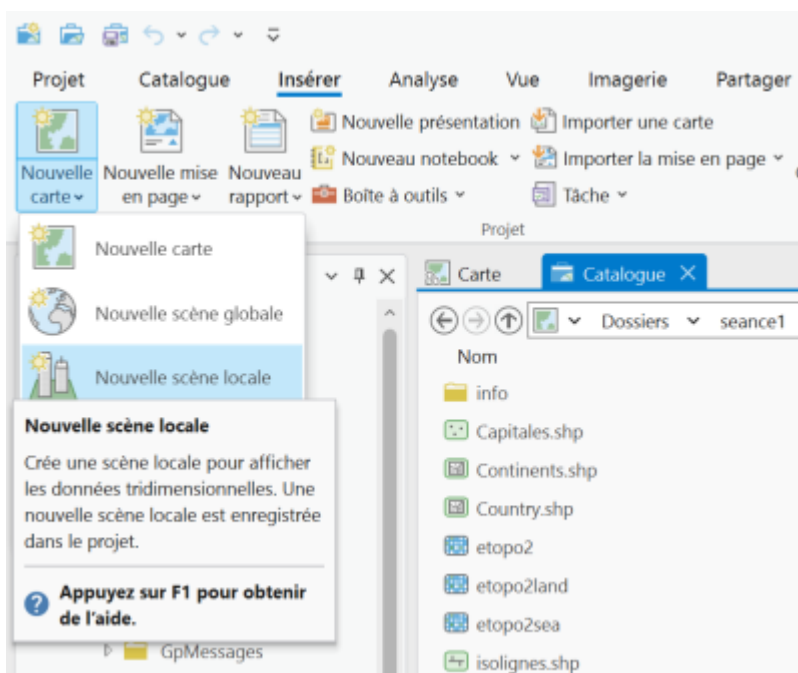 Projet Catalogue Insérer Analyse Vue Imagerie Partager
Nouvelle carte
Nouvelle mise en page
Nouveau rapport
Nouvelle présentation
Nouveau notebook
Boîte à outils
Importer une carte
Importer la mise en page
Tâche
Projet
Nouvelle carte
Nouvelle scène globale
Nouvelle scène locale
Nouvelle scène locale
Crée une scène locale pour afficher
les données tridimensionnelles. Une
nouvelle scène locale est enregistrée
dans le projet.
Appuyez sur F1 pour obtenir
de l'aide.
GpMessages
Carte Catalogue
Dossiers seance1
Nom
info
Capitales.shp
Continents.shp
Country.shp
etopo2
etopo2land
etopo2sea
isolignes.shp